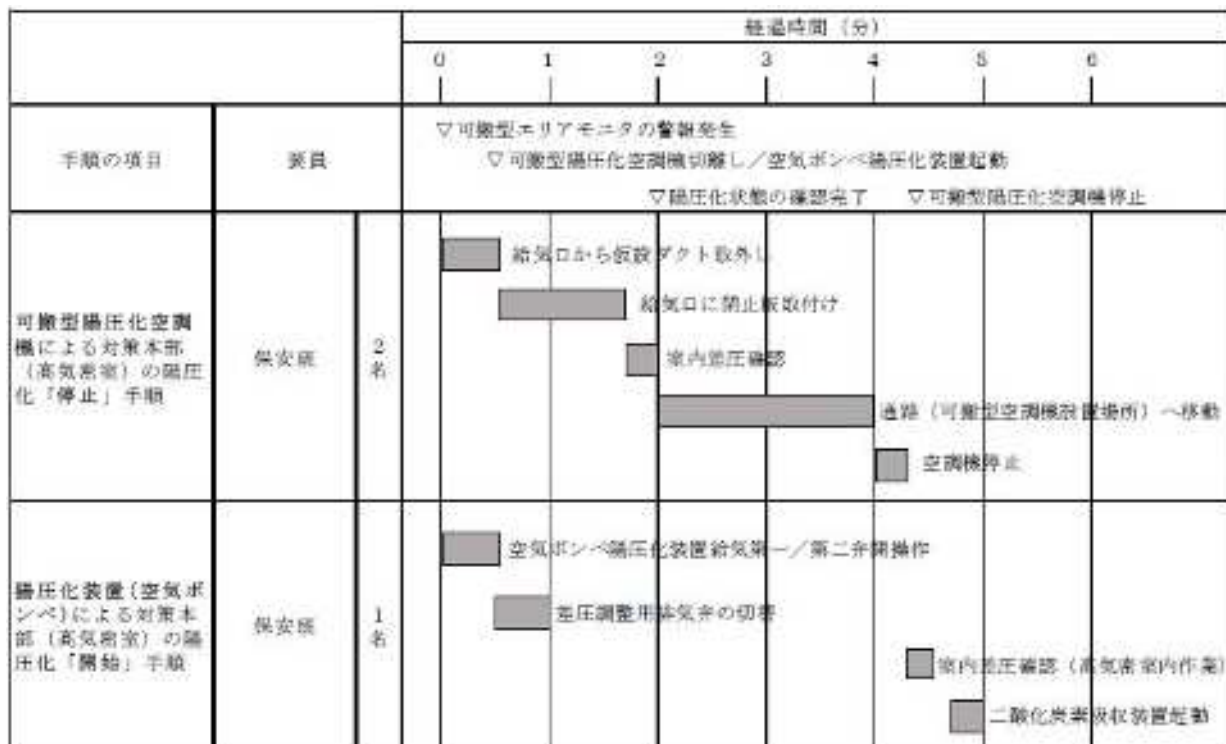 経過時間（分）
0 1 2 3 4 5 6
手順の項目
要員
▽可搬型エリアモニタの警報発生
▽可搬型陽圧化空調機切離し／空気ボンベ陽圧化装置起動
▽陽圧化状態の確認完了 ▽可搬型陽圧化空調機停止
可搬型陽圧化空調
機による対策本部
（高気密室）の陽圧
化「停止」手順
保安班
2
名
給気口から仮設ダクト取外し
給気口に閉止板取付け
室内差圧確認
通路（可搬型空調機設置場所）へ移動
空調機停止
陽圧化装置(空気ボ
ンベ)による対策本
部（高気密室）の陽
圧化「開始」手順
保安班
1
名
空気ボンベ陽圧化装置給気第一／第二弁開操作
差圧調整用排気弁の切替
室内差圧確認（高気密室内作業）
二酸化炭素吸収装置起動